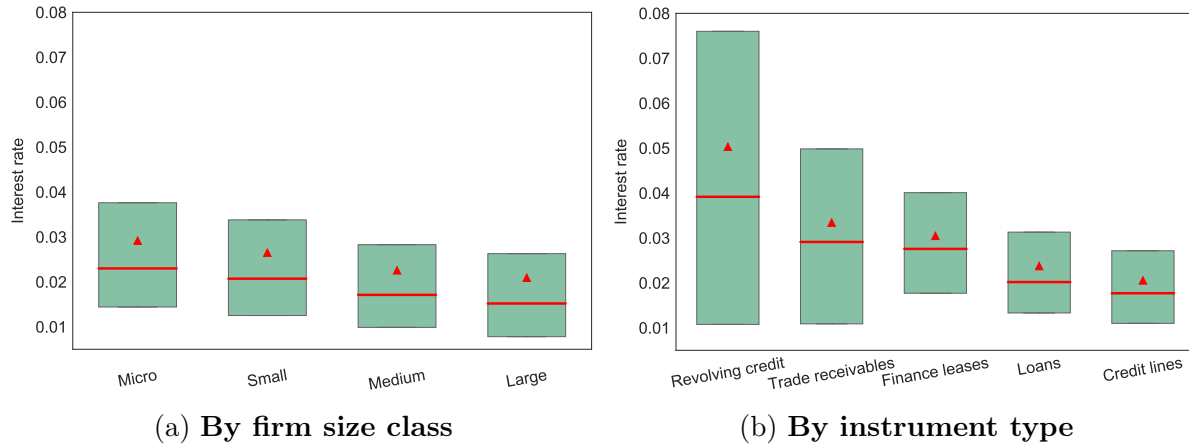 0.08
0.07
0.06
0.05
0.04
0.03
0.02
0.01
Interest rate
Micro
Small
Medium
Large
(a) By firm size class
0.08
0.07
0.06
0.05
0.04
0.03
0.02
0.01
Interest rate
Revolving credit
Trade receivables
Finance leases
Loans
Credit lines
(b) By instrument type